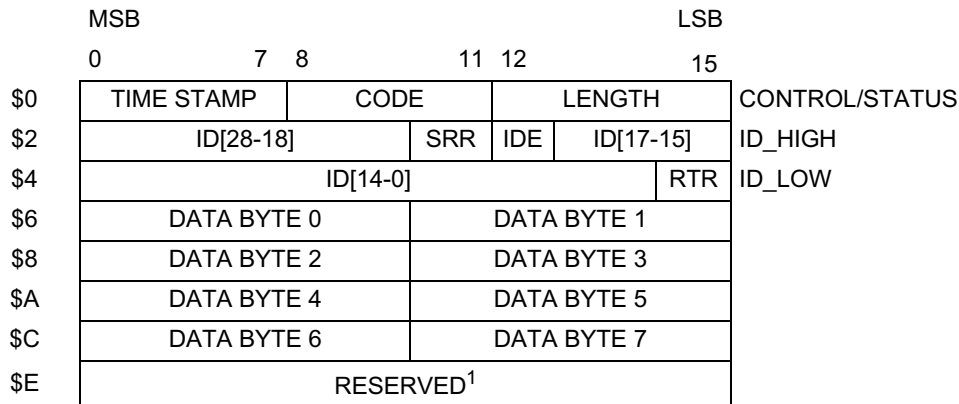 MSB LSB
0 7 8 11 12 15
$0 TIME STAMP CODE LENGTH CONTROL/STATUS
$2 ID[28-18] SRR IDE ID[17-15] ID_HIGH
$4 ID[14-0] RTR ID_LOW
$6 DATA BYTE 0 DATA BYTE 1
$8 DATA BYTE 2 DATA BYTE 3
$A DATA BYTE 4 DATA BYTE 5
$C DATA BYTE 6 DATA BYTE 7
$E RESERVED1